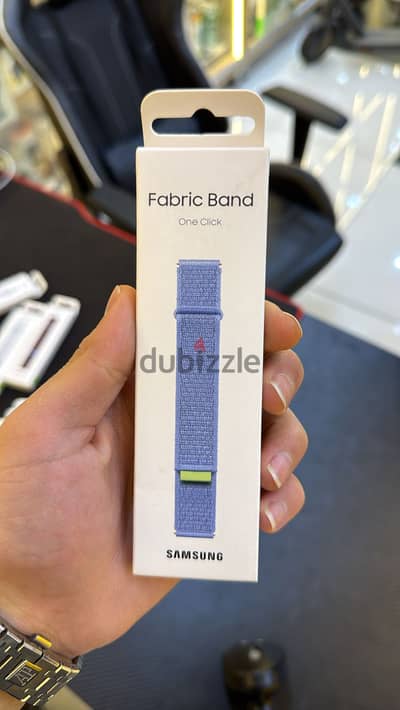 Fabric Band
One Click
dubizzle
SAMSUNG